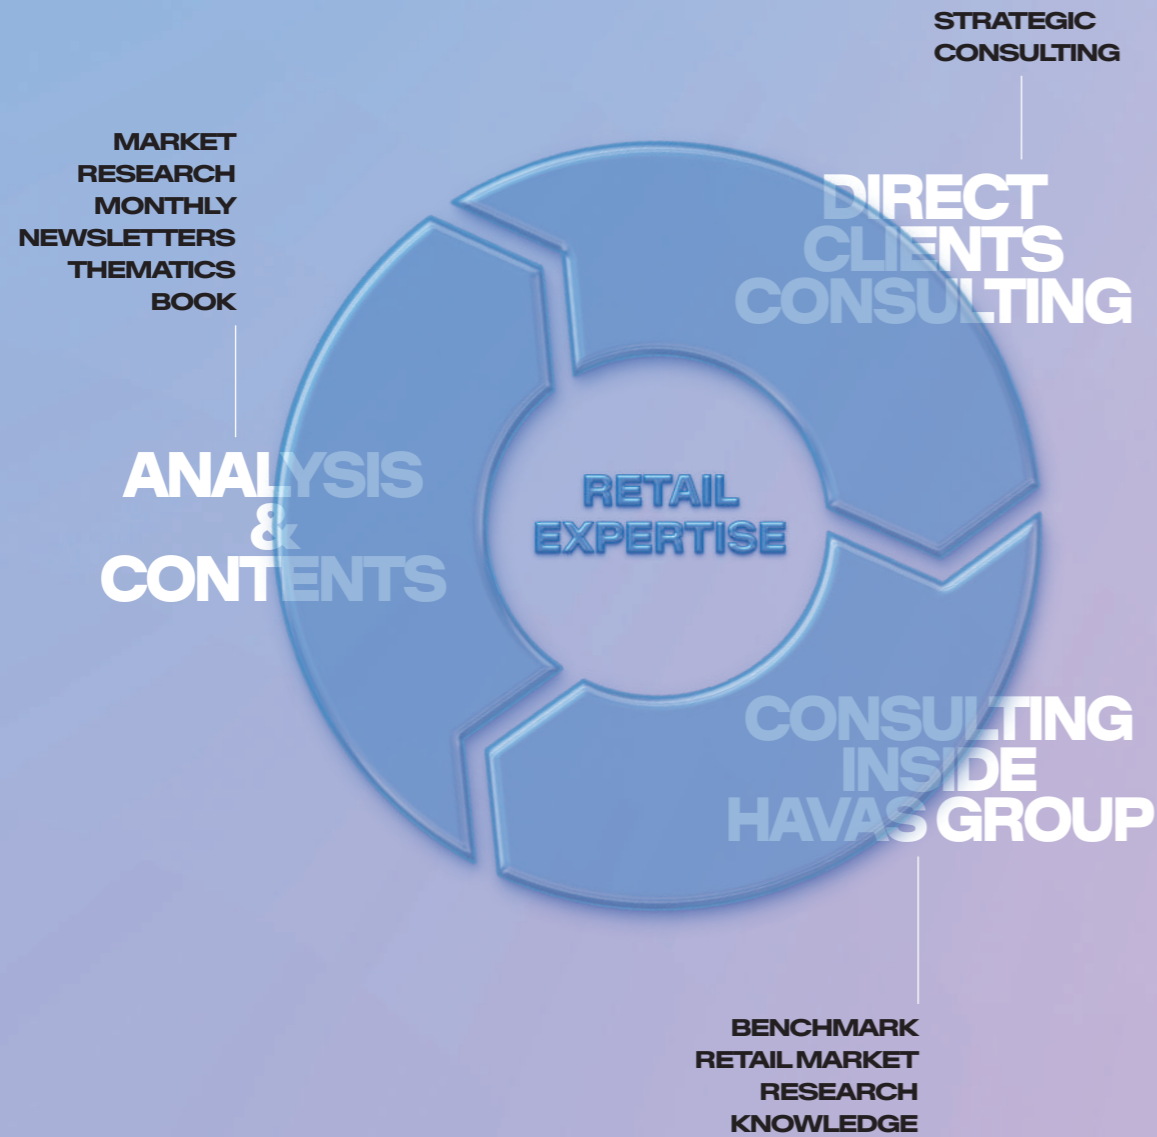 STRATEGIC
CONSULTING
DIRECT
CLIENTS
CONSULTING
MARKET
RESEARCH
MONTHLY
NEWSLETTERS
THEMATICS
BOOK
ANALYSIS
&
CONTENTS
RETAIL
EXPERTISE
CONSULTING
INSIDE
HAVAS GROUP
BENCHMARK
RETAIL MARKET
RESEARCH
KNOWLEDGE